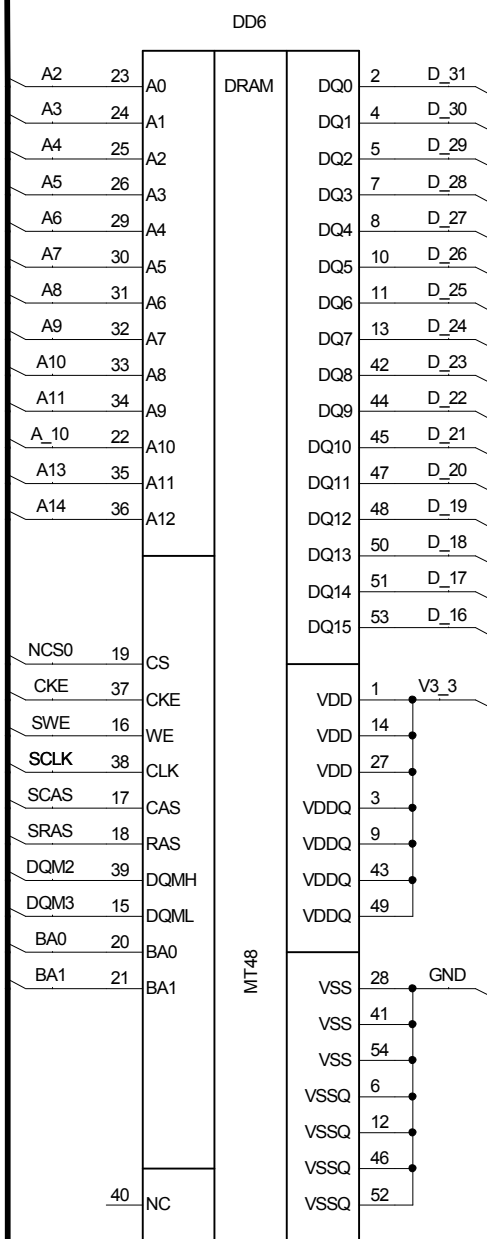 DD6
A2 23 A0 DRAM DQ0 2 D_31
A3 24 A1 DQ1 4 D_30
A4 25 A2 DQ2 5 D_29
A5 26 A3 DQ3 7 D_28
A6 29 A4 DQ4 8 D_27
A7 30 A5 DQ5 10 D_26
A8 31 A6 DQ6 11 D_25
A9 32 A7 DQ7 13 D_24
A10 33 A8 DQ8 42 D_23
A11 34 A9 DQ9 44 D_22
A_10 22 A10 DQ10 45 D_21
A13 35 A11 DQ11 47 D_20
A14 36 A12 DQ12 48 D_19
DQ13 50 D_18
DQ14 51 D_17
DQ15 53 D_16
NCS0 19 CS
CKE 37 CKE VDD 1 V3_3
SWE 16 WE VDD 14
SCLK 38 CLK VDD 27
SCAS 17 CAS VDDQ 3
SRAS 18 RAS VDDQ 9
DQM2 39 DQMH VDDQ 43
DQM3 15 DQML VDDQ 49
BA0 20 BA0
BA1 21 BA1 MT48 VSS 28 GND
VSS 41
VSS 54
VSSQ 6
VSSQ 12
VSSQ 46
40 NC VSSQ 52